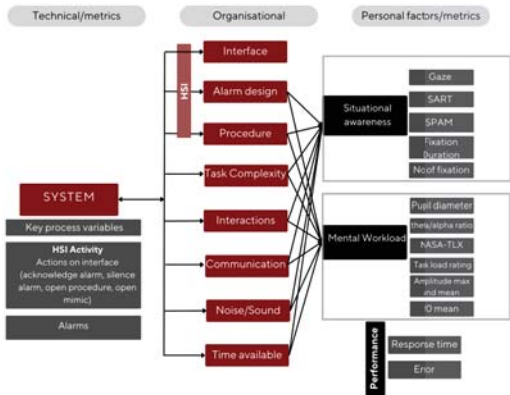 Technical/metrics
Organisational
Personal factors/metrics
SYSTEM
Key process variables
HSI Activity
Actions on interface
(acknowledge alarm, silence
alarm, open procedure, open
mimic)
Alarms
HSI
Interface
Alarm design
Procedure
Task Complexity
Interactions
Communication
Noise/Sound
Time available
Situational
awareness
Gaze
SART
SPAM
Fixation
Duration
No of fixation
Mental Workload
Pupil diameter
theta/alpha ratio
NASA-TLX
Task load rating
Amplitude max
and mean
mean
Performance
Response time
Error